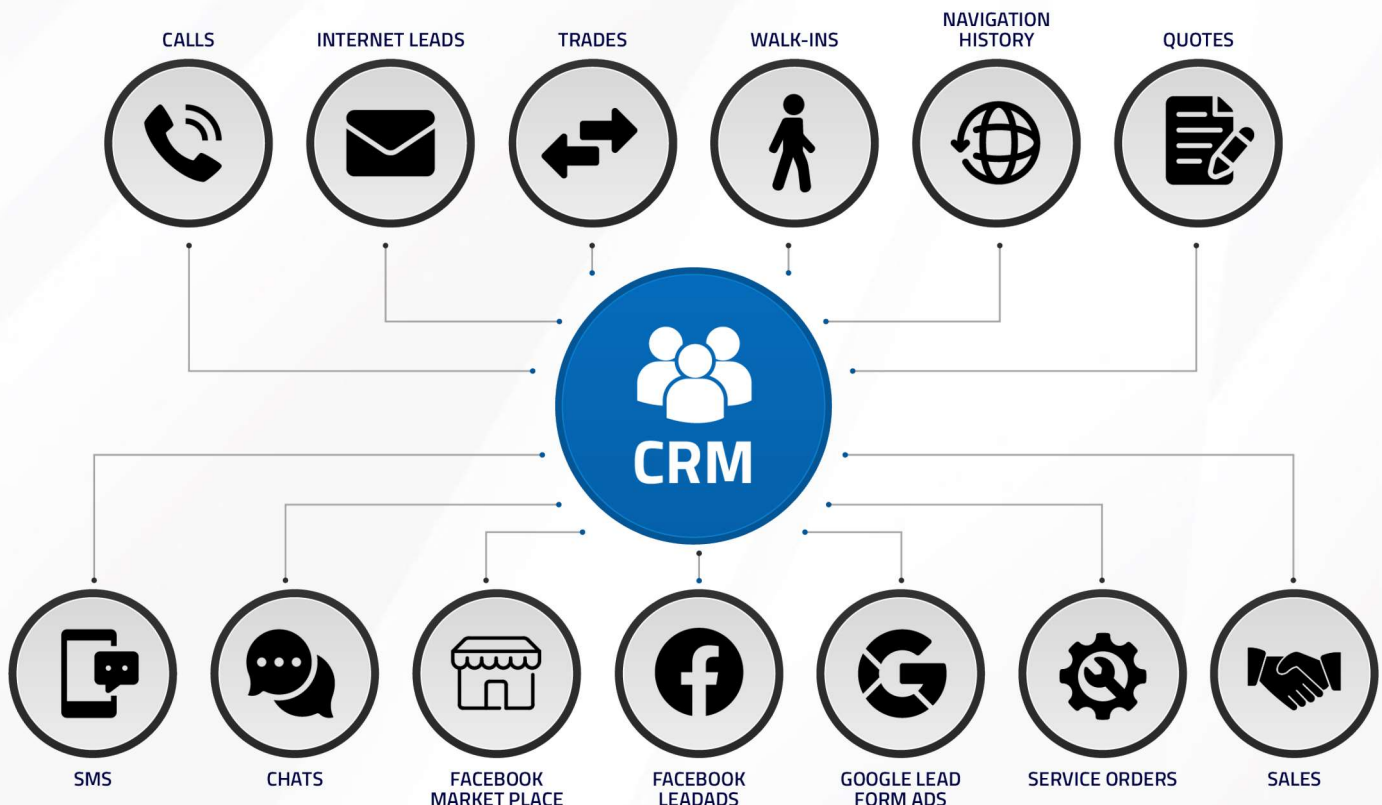 CALLS
INTERNET LEADS
TRADES
WALK-INS
NAVIGATION
HISTORY
QUOTES
CRM
SMS
CHATS
FACEBOOK
MARKET PLACE
FACEBOOK
LEADADS
GOOGLE LEAD
FORM ADS
SERVICE ORDERS
SALES